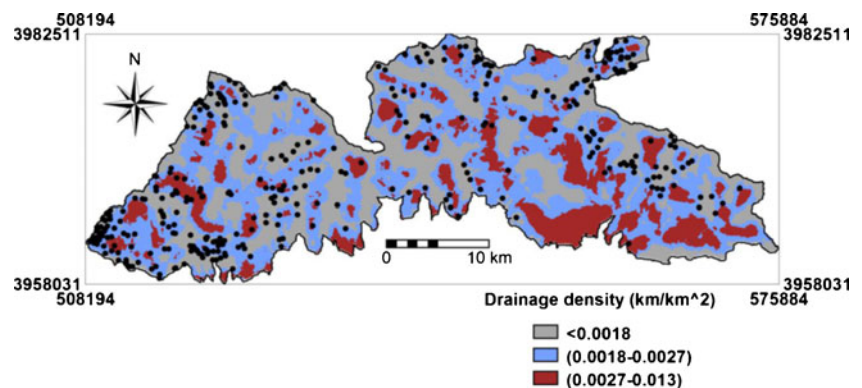 508194 575884
3982511 3982511
N
0 10 km
3958031 3958031
508194 575884
Drainage density (km/km^2)
<0.0018
(0.0018-0.0027)
(0.0027-0.013)